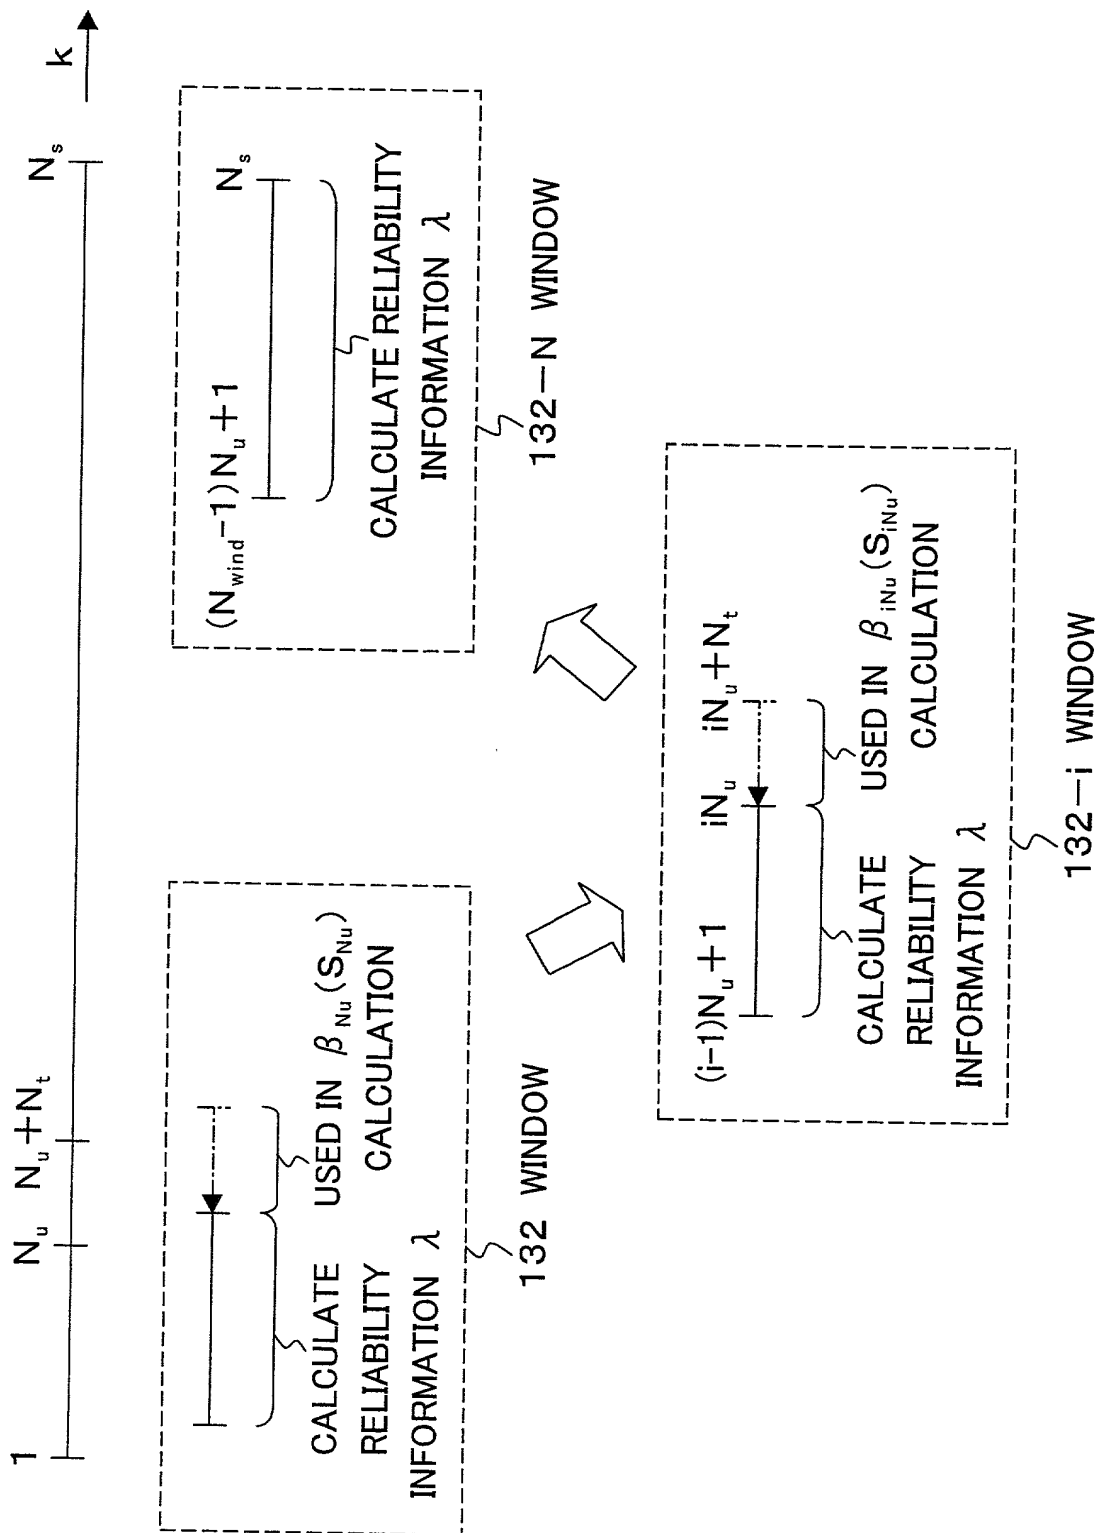 1 N_u N_u+N_t N_s k
CALCULATE RELIABILITY INFORMATION λ
USED IN β_Nu(S_Nu) CALCULATION
132 WINDOW
(i-1)N_u+1 iN_u iN_u+N_t
CALCULATE RELIABILITY INFORMATION λ
USED IN β_iNu(S_iNu) CALCULATION
132-i WINDOW
(N_wind-1)N_u+1 N_s
CALCULATE RELIABILITY
INFORMATION λ
132-N WINDOW